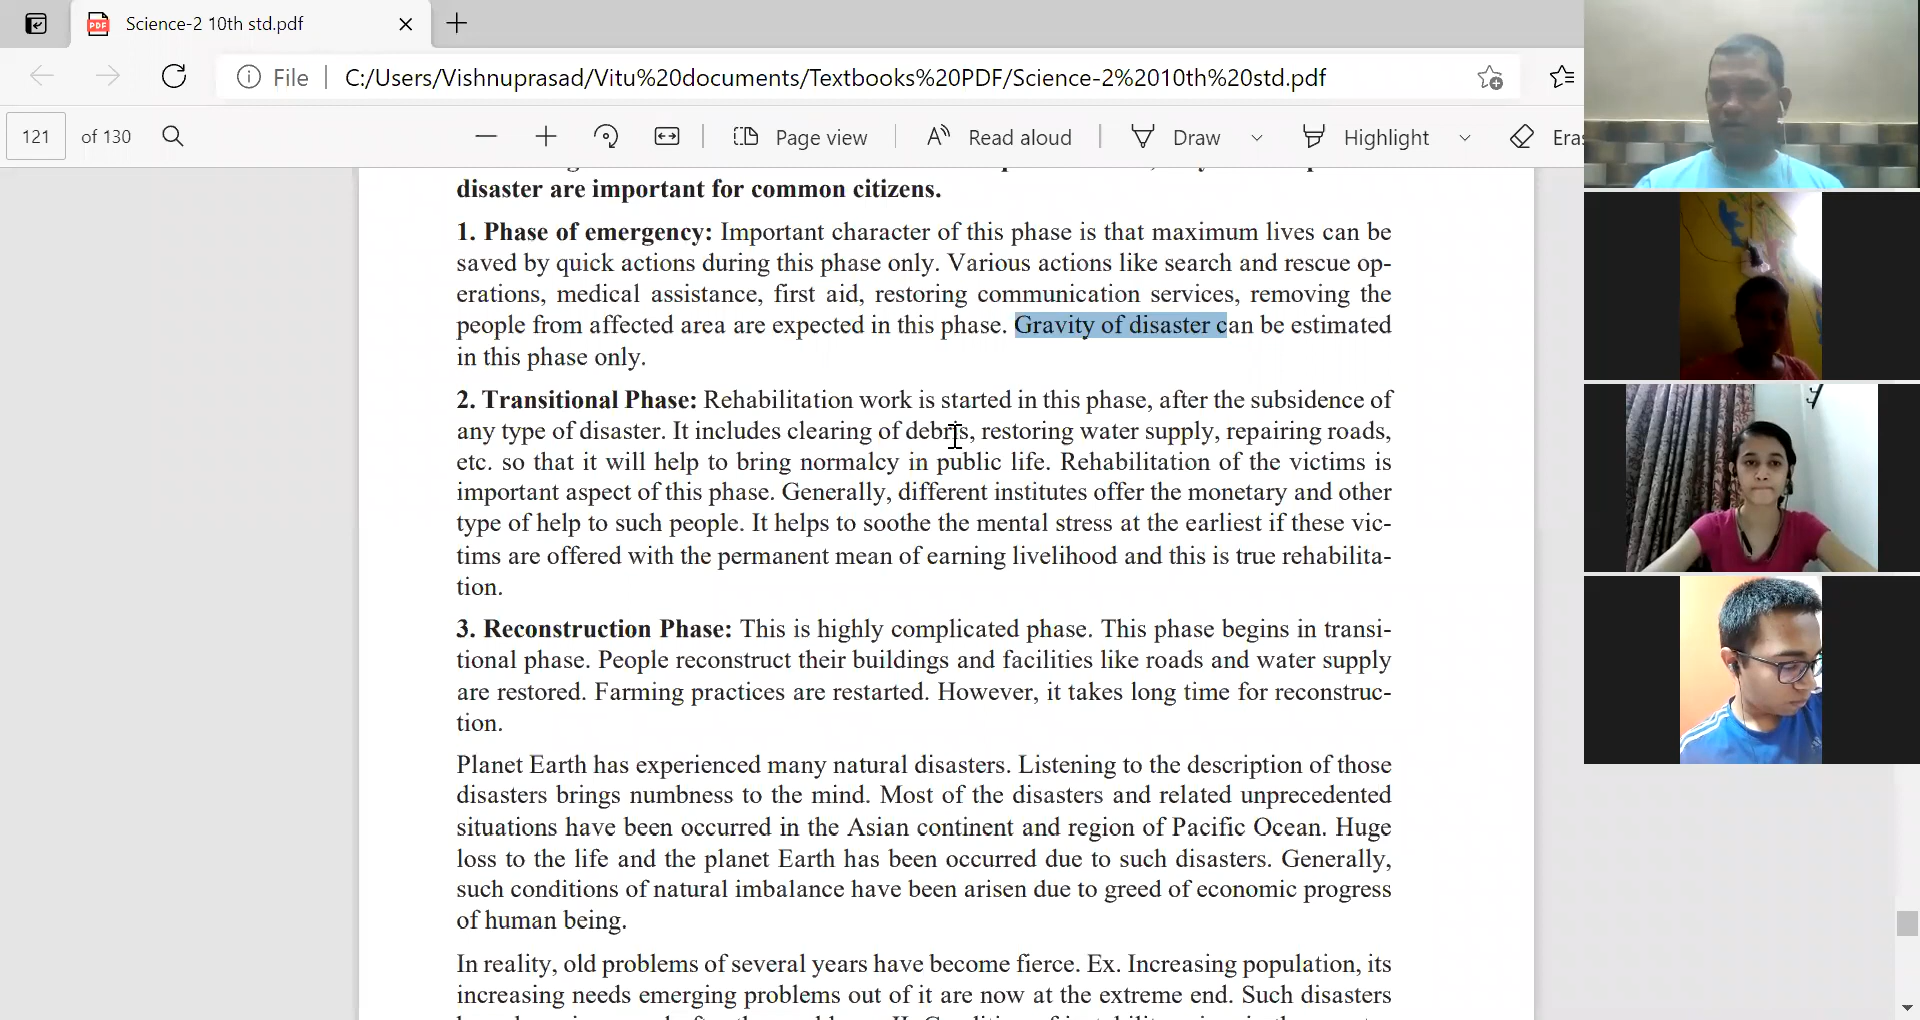 Science-2 10th std.pdf
File | C:/Users/Vishnuprasad/Vitu%20documents/Textbooks%20PDF/Science-2%2010th%20std.pdf
121 of 130 Page view Read aloud Draw Highlight Era
disaster are important for common citizens.
1. Phase of emergency: Important character of this phase is that maximum lives can be
saved by quick actions during this phase only. Various actions like search and rescue op-
erations, medical assistance, first aid, restoring communication services, removing the
people from affected area are expected in this phase. Gravity of disaster can be estimated
in this phase only.
2. Transitional Phase: Rehabilitation work is started in this phase, after the subsidence of
any type of disaster. It includes clearing of debris, restoring water supply, repairing roads,
etc. so that it will help to bring normalcy in public life. Rehabilitation of the victims is
important aspect of this phase. Generally, different institutes offer the monetary and other
type of help to such people. It helps to soothe the mental stress at the earliest if these vic-
tims are offered with the permanent mean of earning livelihood and this is true rehabilita-
tion.
3. Reconstruction Phase: This is highly complicated phase. This phase begins in transi-
tional phase. People reconstruct their buildings and facilities like roads and water supply
are restored. Farming practices are restarted. However, it takes long time for reconstruc-
tion.
Planet Earth has experienced many natural disasters. Listening to the description of those
disasters brings numbness to the mind. Most of the disasters and related unprecedented
situations have been occurred in the Asian continent and region of Pacific Ocean. Huge
loss to the life and the planet Earth has been occurred due to such disasters. Generally,
such conditions of natural imbalance have been arisen due to greed of economic progress
of human being.
In reality, old problems of several years have become fierce. Ex. Increasing population, its
increasing needs emerging problems out of it are now at the extreme end. Such disasters